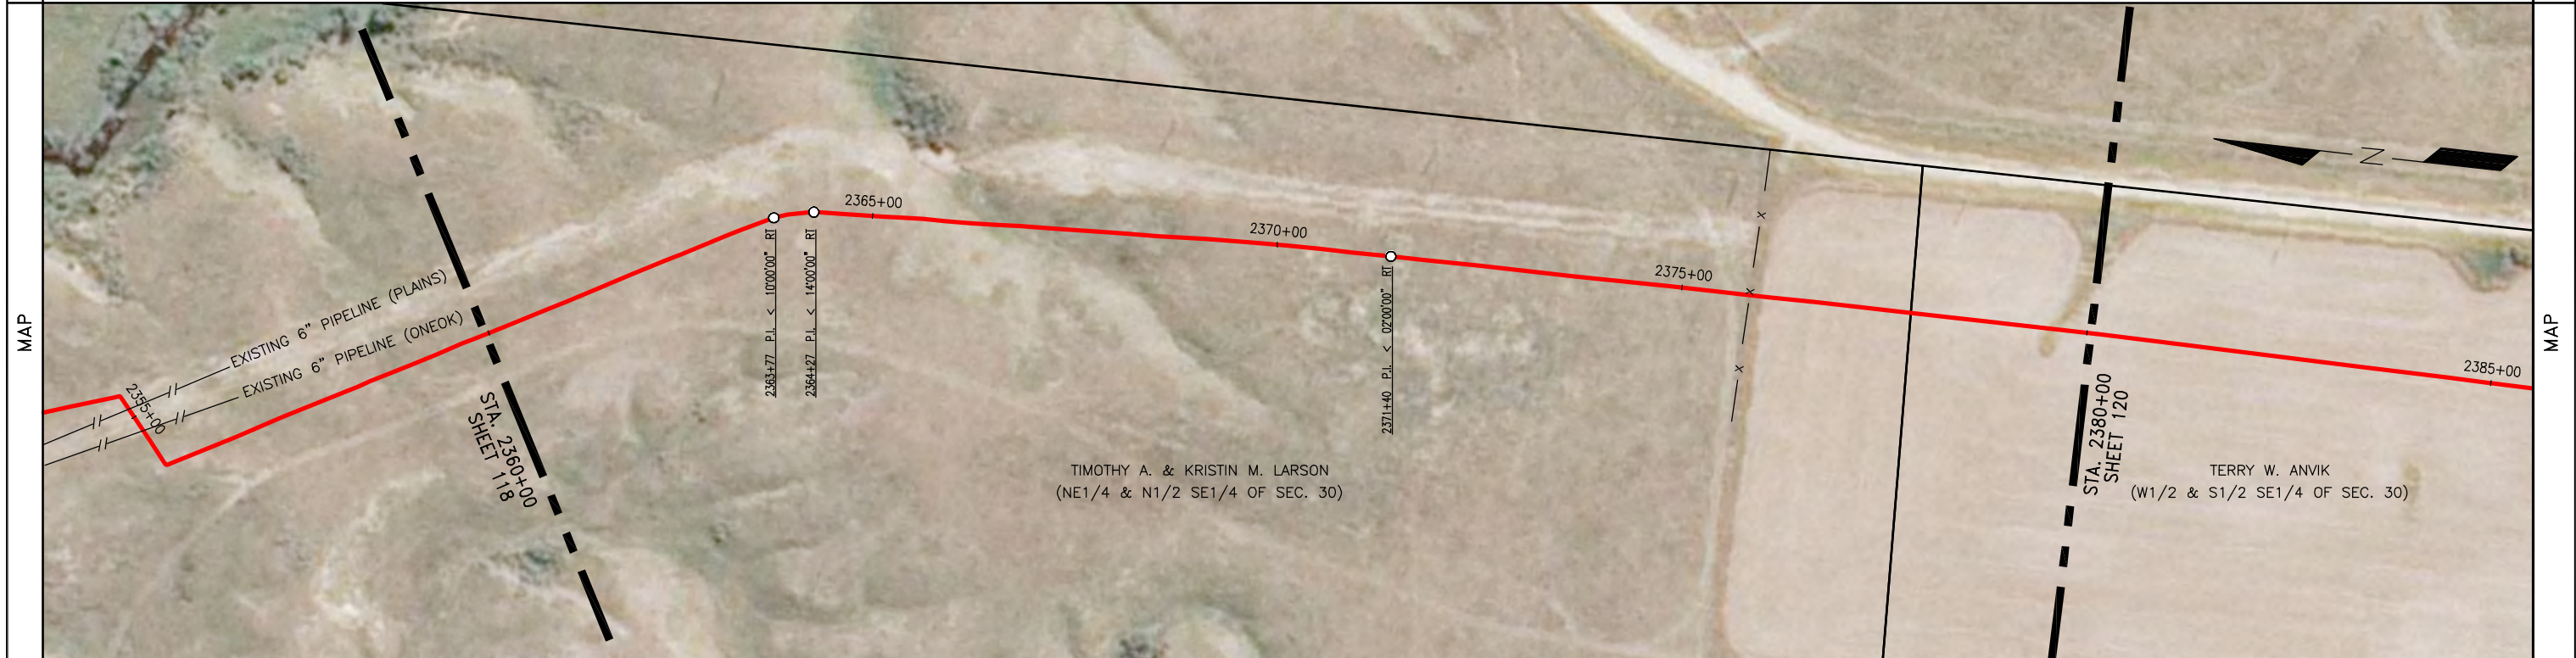 MAP
EXISTING 6" PIPELINE (PLAINS)
EXISTING 6" PIPELINE (ONEOK)
2355+00
STA. 2360+00
SHEET 118
2363+77 P.I. < 10°00'00" RT
2364+27 P.I. < 14°00'00" RT
2365+00
2370+00
2371+40 P.I. < 02°00'00" RT
2375+00
X
X
X
TIMOTHY A. & KRISTIN M. LARSON
(NE1/4 & N1/2 SE1/4 OF SEC. 30)
STA. 2380+00
SHEET 120
N
TERRY W. ANVIK
(W1/2 & S1/2 SE1/4 OF SEC. 30)
2385+00
MAP